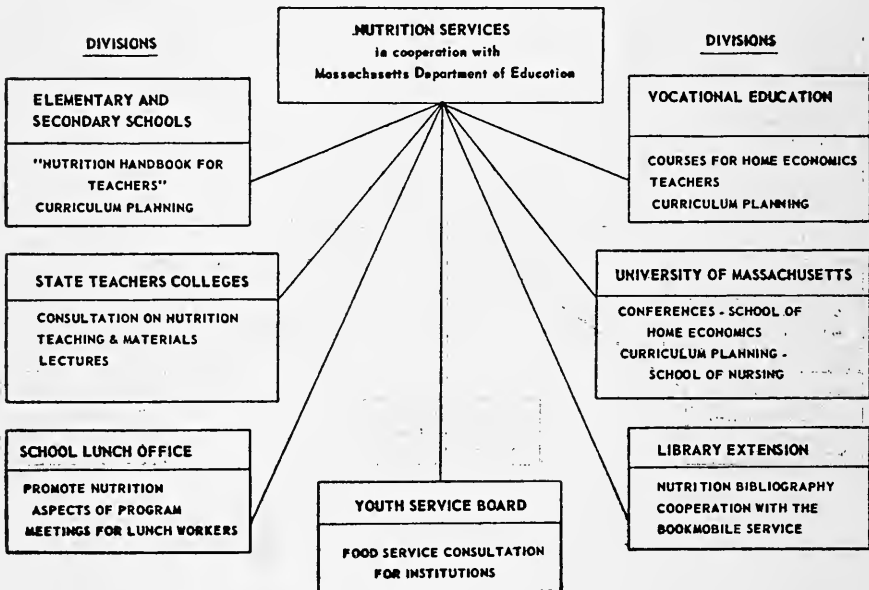 NUTRITION SERVICES
in cooperation with
Massachusetts Department of Education
DIVISIONS
ELEMENTARY AND
SECONDARY SCHOOLS
"NUTRITION HANDBOOK FOR
TEACHERS"
CURRICULUM PLANNING
STATE TEACHERS COLLEGES
CONSULTATION ON NUTRITION
TEACHING & MATERIALS
LECTURES
SCHOOL LUNCH OFFICE
PROMOTE NUTRITION
ASPECTS OF PROGRAM
MEETINGS FOR LUNCH WORKERS
YOUTH SERVICE BOARD
FOOD SERVICE CONSULTATION
FOR INSTITUTIONS
DIVISIONS
VOCATIONAL EDUCATION
COURSES FOR HOME ECONOMICS
TEACHERS
CURRICULUM PLANNING
UNIVERSITY OF MASSACHUSETTS
CONFERENCES - SCHOOL OF
HOME ECONOMICS
CURRICULUM PLANNING -
SCHOOL OF NURSING
LIBRARY EXTENSION
NUTRITION BIBLIOGRAPHY
COOPERATION WITH THE
BOOKMOBILE SERVICE